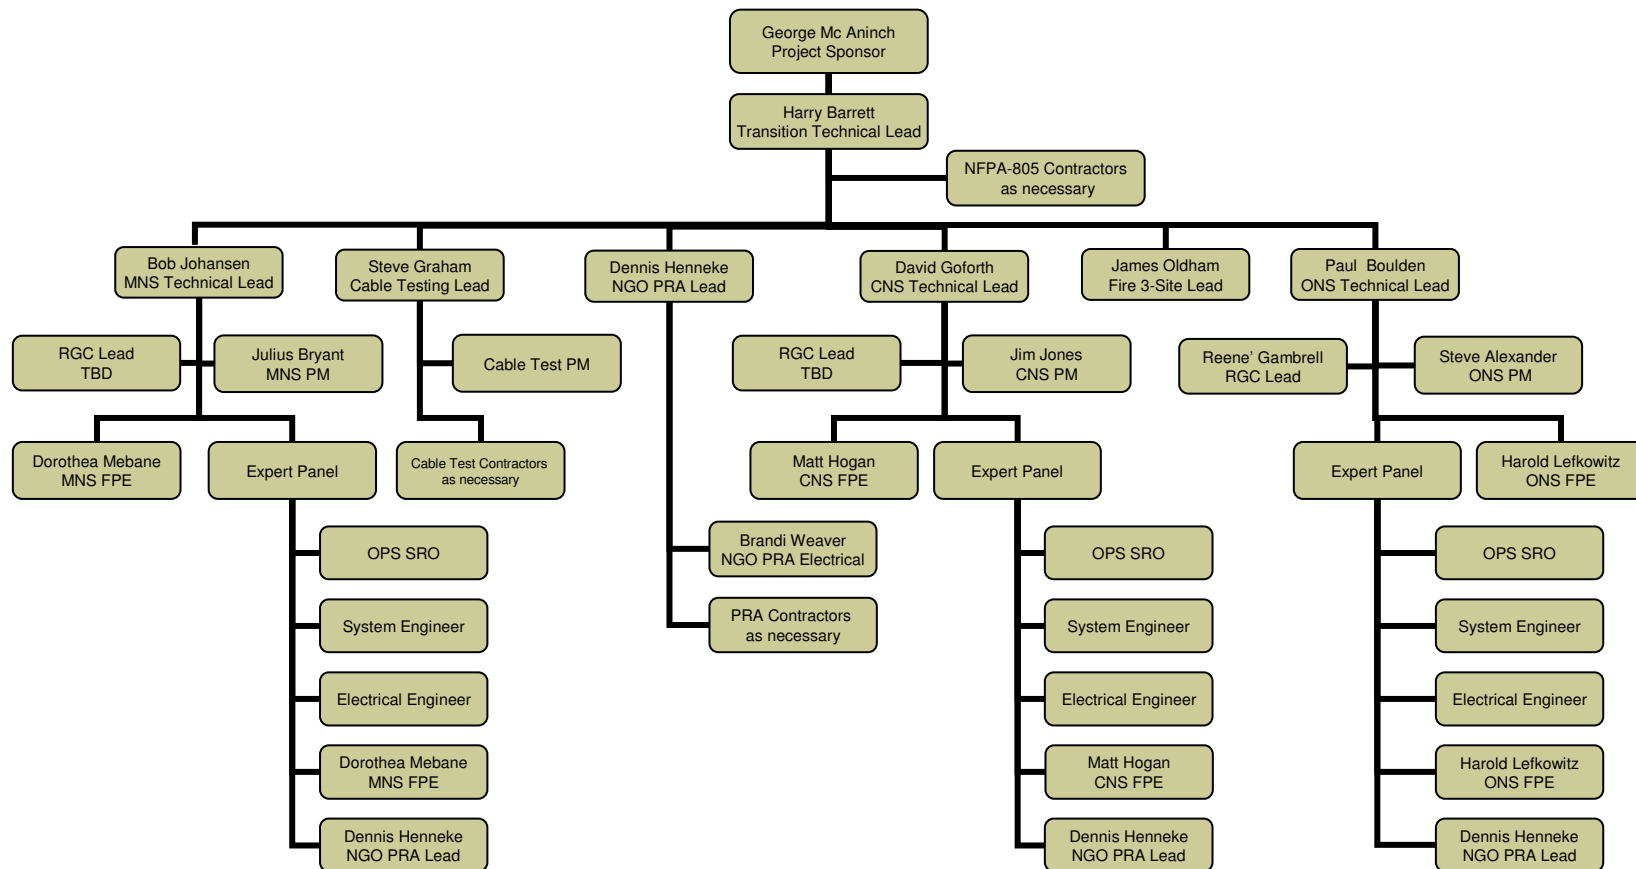 George Mc Aninch
Project Sponsor
Harry Barrett
Transition Technical Lead
NFPA-805 Contractors
as necessary
Bob Johansen
MNS Technical Lead
Steve Graham
Cable Testing Lead
Dennis Henneke
NGO PRA Lead
David Goforth
CNS Technical Lead
James Oldham
Fire 3-Site Lead
Paul Boulden
ONS Technical Lead
RGC Lead
TBD
Julius Bryant
MNS PM
Cable Test PM
RGC Lead
TBD
Jim Jones
CNS PM
Reene' Gambrell
RGC Lead
Steve Alexander
ONS PM
Dorothea Mebane
MNS FPE
Expert Panel
Cable Test Contractors
as necessary
Matt Hogan
CNS FPE
Expert Panel
Expert Panel
Harold Lefkowitz
ONS FPE
OPS SRO
Brandi Weaver
NGO PRA Electrical
OPS SRO
OPS SRO
System Engineer
PRA Contractors
as necessary
System Engineer
System Engineer
Electrical Engineer
Electrical Engineer
Electrical Engineer
Dorothea Mebane
MNS FPE
Matt Hogan
CNS FPE
Harold Lefkowitz
ONS FPE
Dennis Henneke
NGO PRA Lead
Dennis Henneke
NGO PRA Lead
Dennis Henneke
NGO PRA Lead